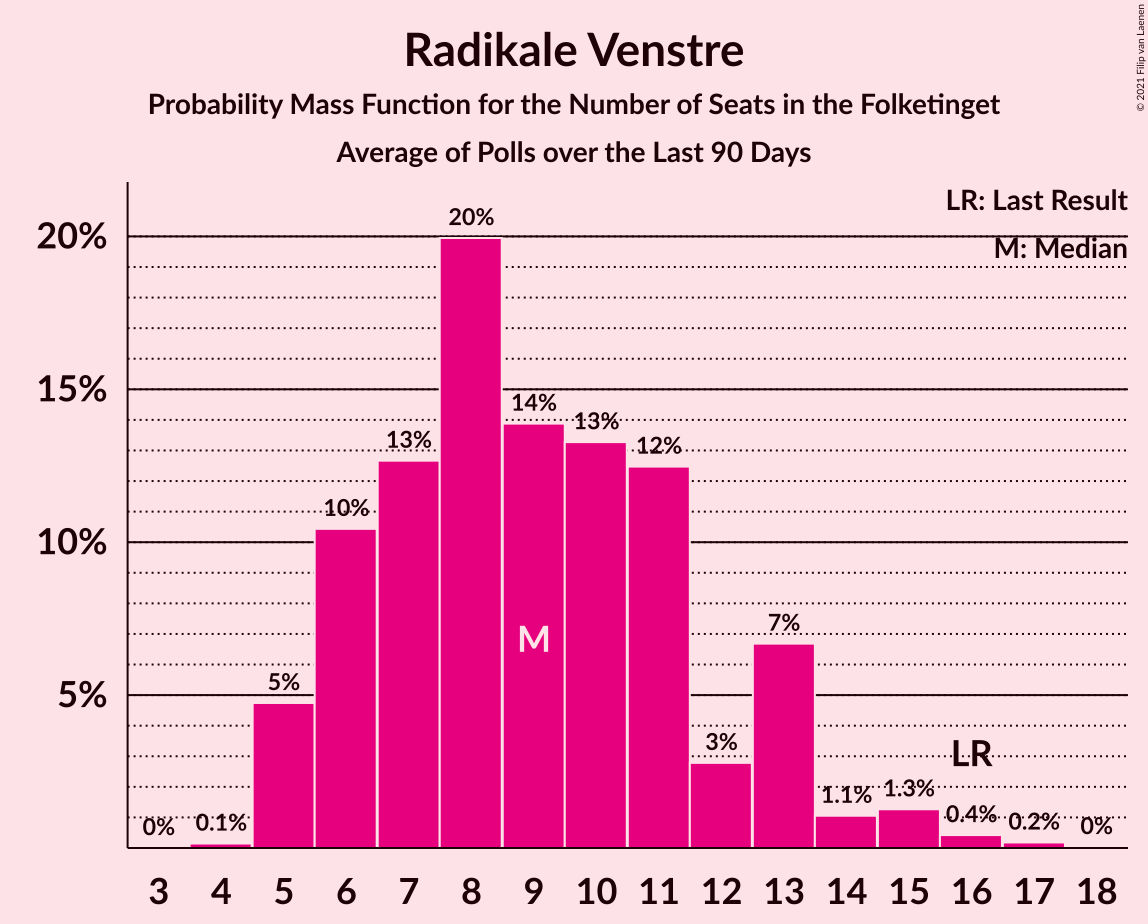 Radikale Venstre
Probability Mass Function for the Number of Seats in the Folketinget
Average of Polls over the Last 90 Days
© 2021 Filip van Laenen
LR: Last Result
M: Median
20%
15%
10%
5%
0%
0.1%
5%
10%
13%
20%
14%
13%
12%
3%
7%
1.1%
1.3%
0.4%
0.2%
0%
M
LR
3 4 5 6 7 8 9 10 11 12 13 14 15 16 17 18